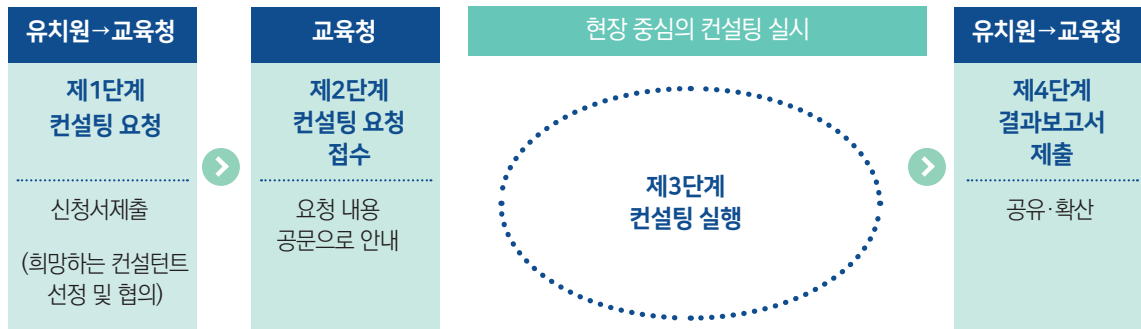 유치원→교육청
제1단계
컨설팅 요청
신청서제출
(희망하는 컨설턴트
선정 및 협의)
교육청
제2단계
컨설팅 요청
접수
요청 내용
공문으로 안내
현장 중심의 컨설팅 실시
제3단계
컨설팅 실행
유치원→교육청
제4단계
결과보고서
제출
공유·확산